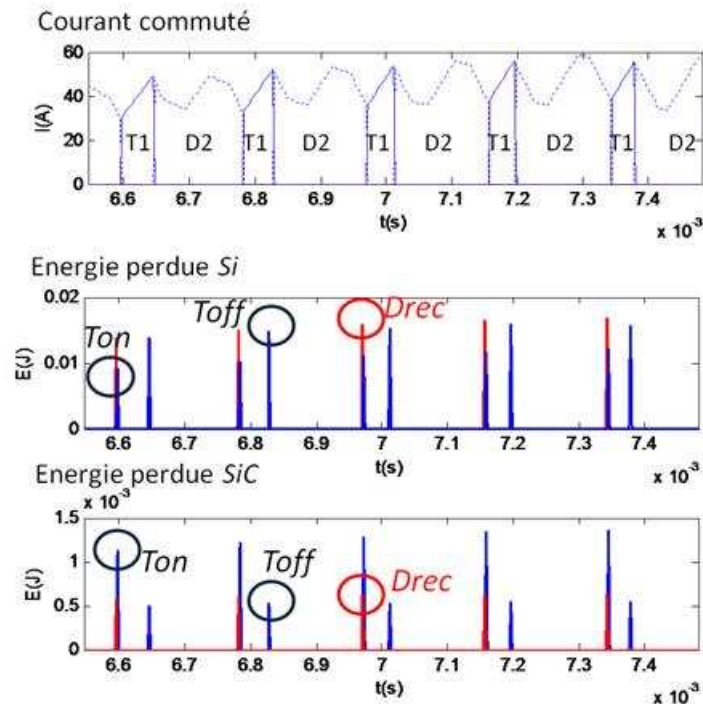 Courant commuté
60
40
20
0
I(A)
T1 D2 T1 D2 T1 D2 T1 D2 T1 D2
6.6 6.7 6.8 6.9 7 7.1 7.2 7.3 7.4
t(s)
x 10⁻³
Energie perdue Si
0.02
0.01
0
E(J)
Ton
Toff
Drec
6.6 6.7 6.8 6.9 7 7.1 7.2 7.3 7.4
t(s)
x 10⁻³
Energie perdue SiC
x 10⁻³
1.5
1
0.5
0
E(J)
Ton
Toff
Drec
6.6 6.7 6.8 6.9 7 7.1 7.2 7.3 7.4
t(s)
x 10⁻³